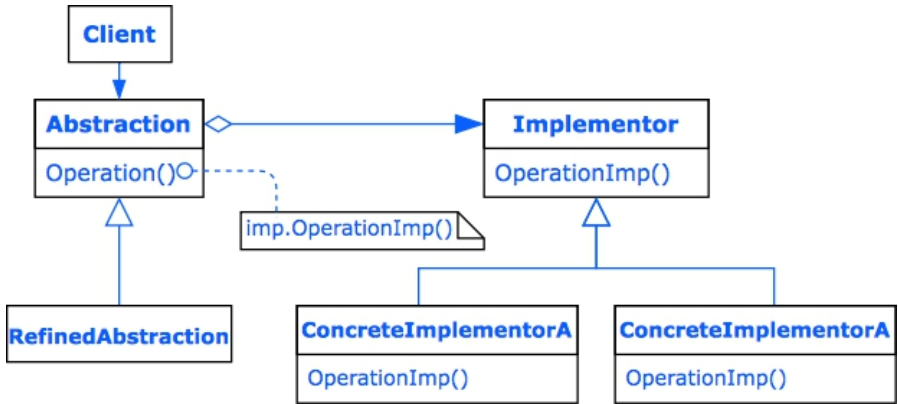 Client
Abstraction
Operation()
Implementor
OperationImp()
imp.OperationImp()
RefinedAbstraction
ConcreteImplementorA
OperationImp()
ConcreteImplementorA
OperationImp()